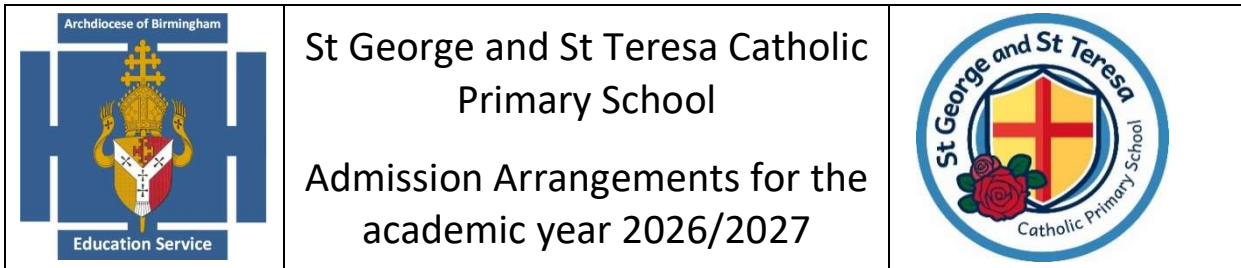 Archdiocese of Birmingham
Education Service
St George and St Teresa Catholic
Primary School
Admission Arrangements for the
academic year 2026/2027
St George and St Teresa
Catholic Primary School